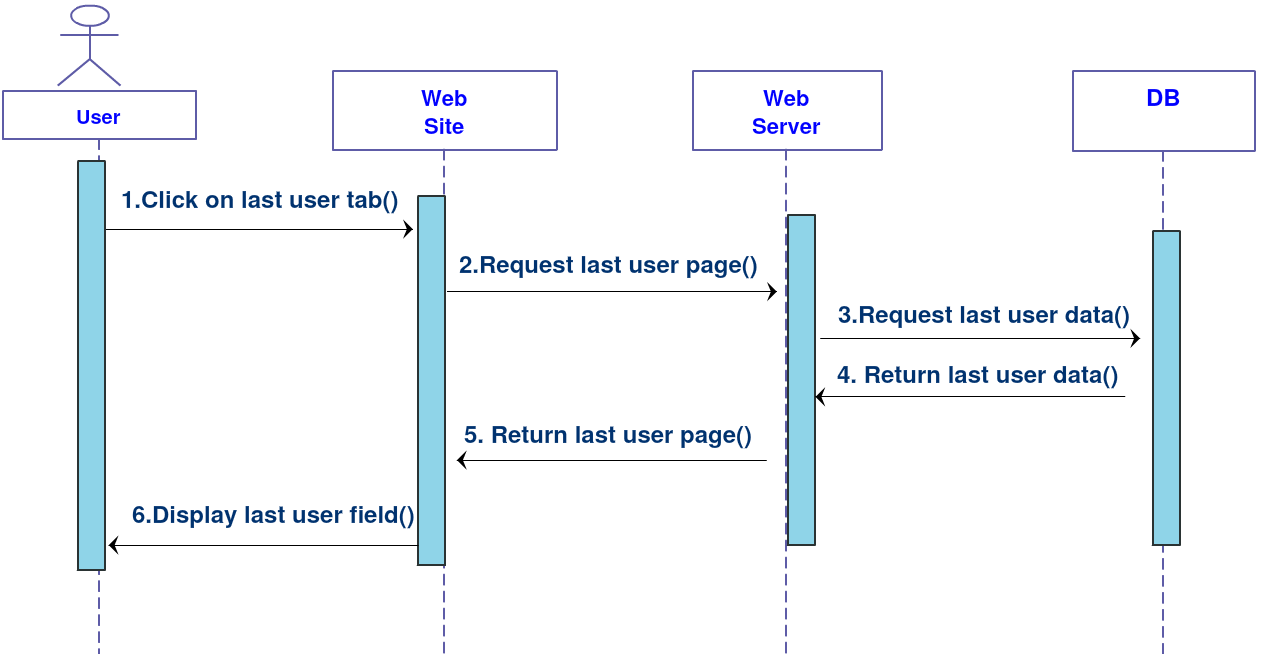 User
Web
Site
Web
Server
DB
1.Click on last user tab()
2.Request last user page()
3.Request last user data()
4. Return last user data()
5. Return last user page()
6.Display last user field()